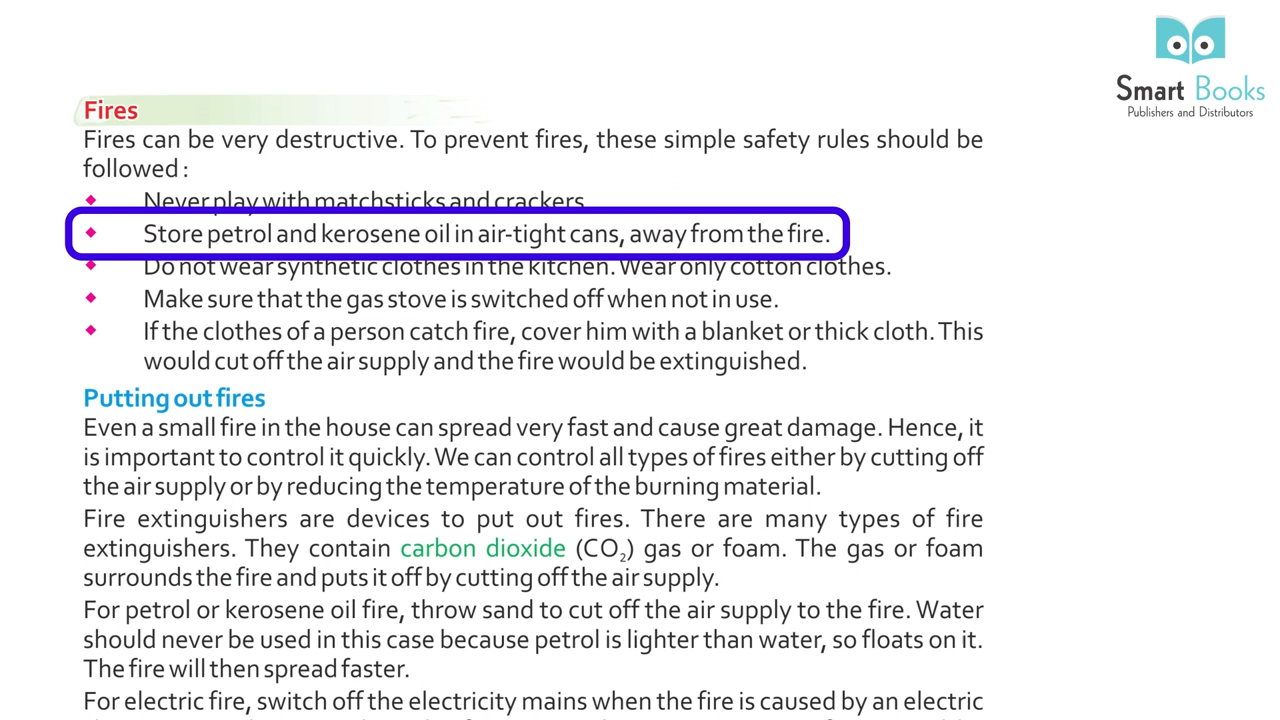 Smart Books
Publishers and Distributors
Fires
Fires can be very destructive. To prevent fires, these simple safety rules should be
followed :
Never play with matchsticks and crackers
Store petrol and kerosene oil in air-tight cans, away from the fire.
Do not wear synthetic clothes in the kitchen. Wear only cotton clothes.
Make sure that the gas stove is switched off when not in use.
If the clothes of a person catch fire, cover him with a blanket or thick cloth. This
would cut off the air supply and the fire would be extinguished.
Putting out fires
Even a small fire in the house can spread very fast and cause great damage. Hence, it
is important to control it quickly. We can control all types of fires either by cutting off
the air supply or by reducing the temperature of the burning material.
Fire extinguishers are devices to put out fires. There are many types of fire
extinguishers. They contain carbon dioxide (CO₂) gas or foam. The gas or foam
surrounds the fire and puts it off by cutting off the air supply.
For petrol or kerosene oil fire, throw sand to cut off the air supply to the fire. Water
should never be used in this case because petrol is lighter than water, so floats on it.
The fire will then spread faster.
For electric fire, switch off the electricity mains when the fire is caused by an electric